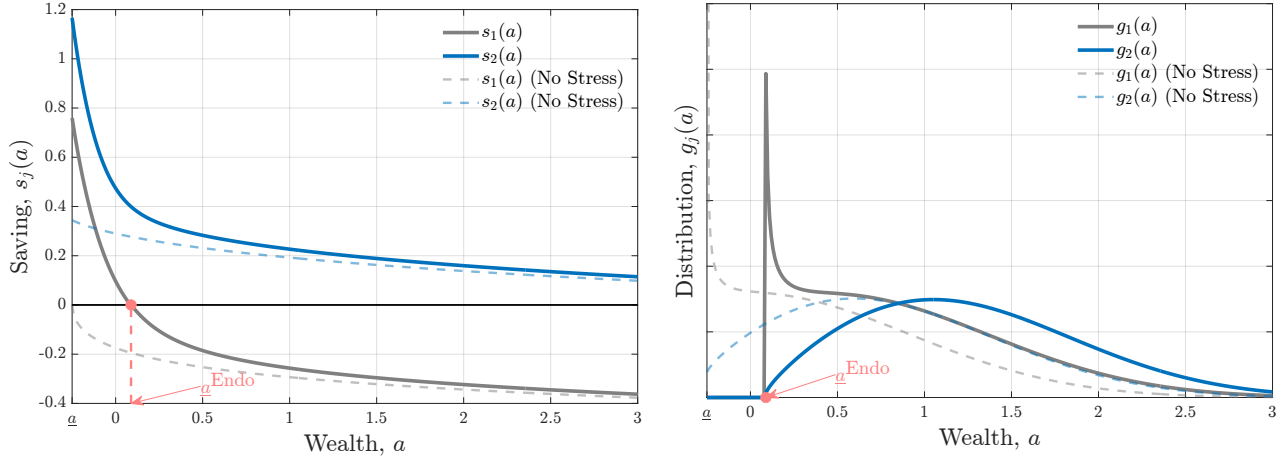 1.2
1
0.8
0.6
0.4
0.2
0
-0.2
-0.4
Saving, s_j(a)
s_1(a)
s_2(a)
s_1(a) (No Stress)
s_2(a) (No Stress)
a̲^Endo
a̲ 0 0.5 1 1.5 2 2.5 3
Wealth, a
Distribution, g_j(a)
g_1(a)
g_2(a)
g_1(a) (No Stress)
g_2(a) (No Stress)
a̲^Endo
a̲ 0 0.5 1 1.5 2 2.5 3
Wealth, a